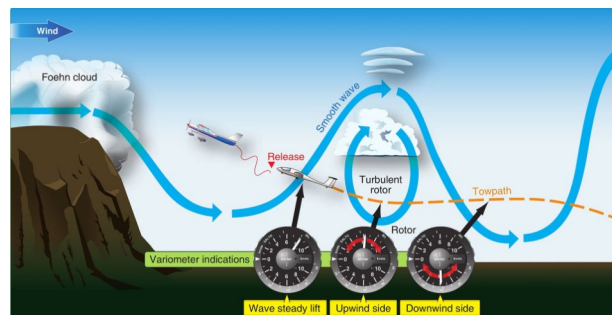 Wind
Foehn cloud
Smooth wave
Release
Turbulent
rotor
Towpath
Rotor
Variometer indications
Wave steady lift
Upwind side
Downwind side